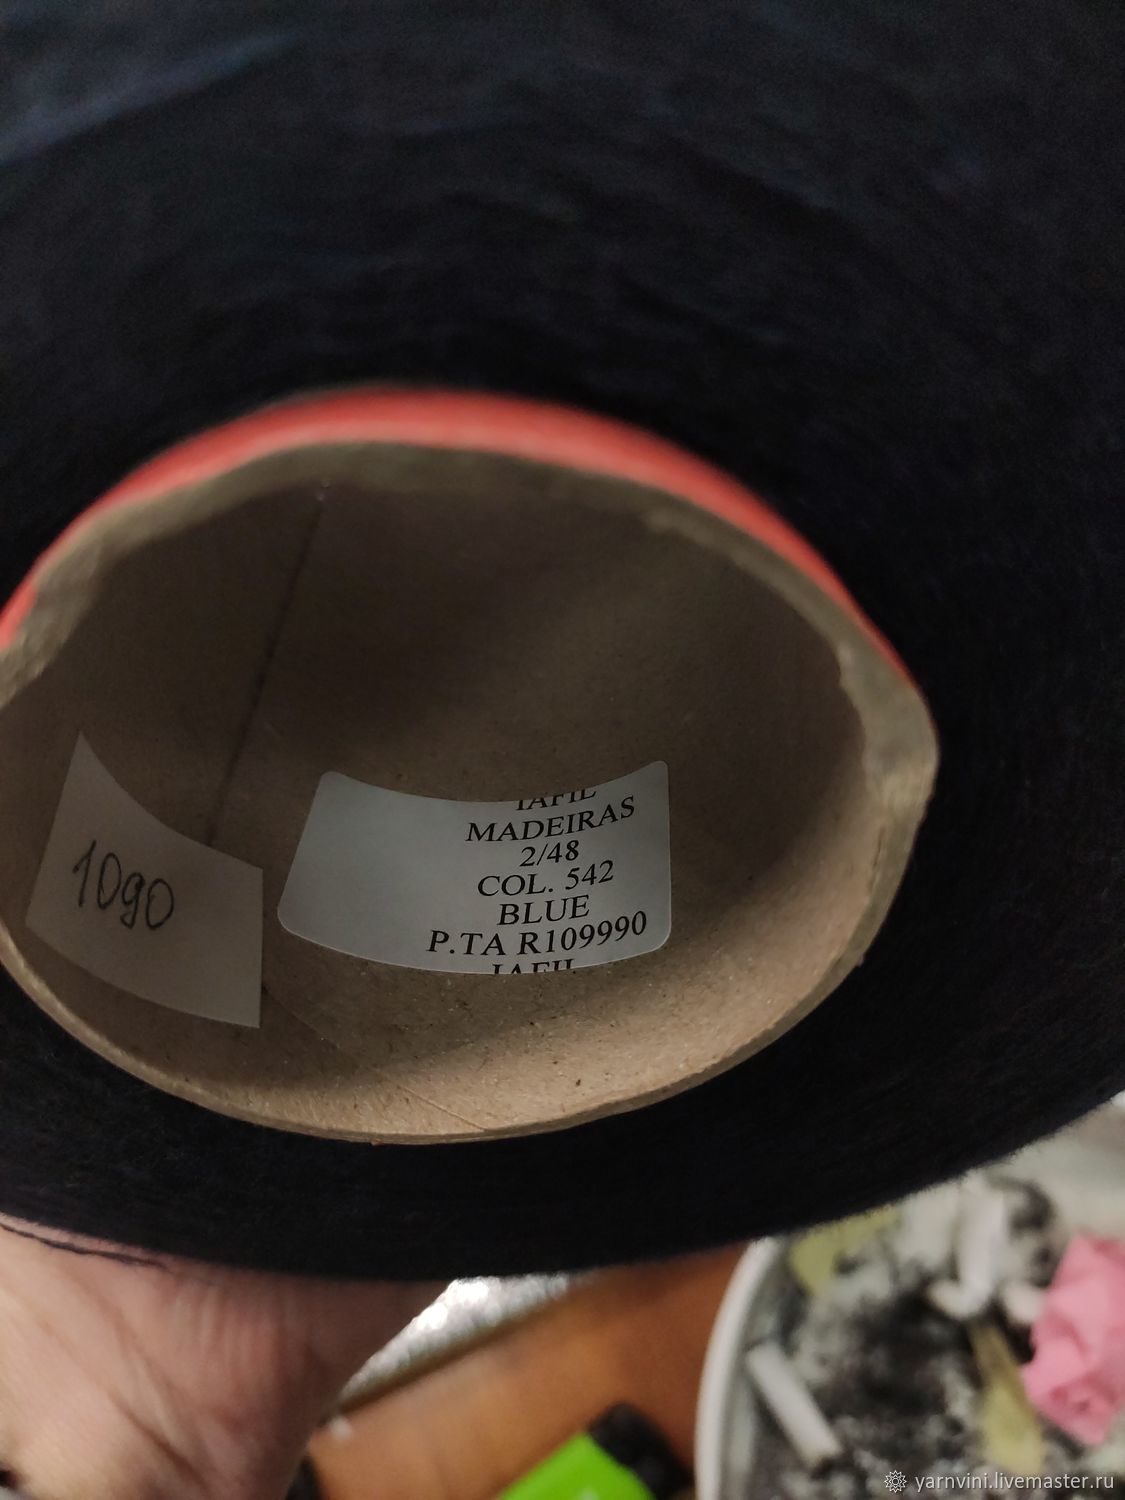 IAFIL
MADEIRAS
2/48
COL. 542
BLUE
P.TA R109990
IAFIL
1090
yarnvini.livemaster.ru